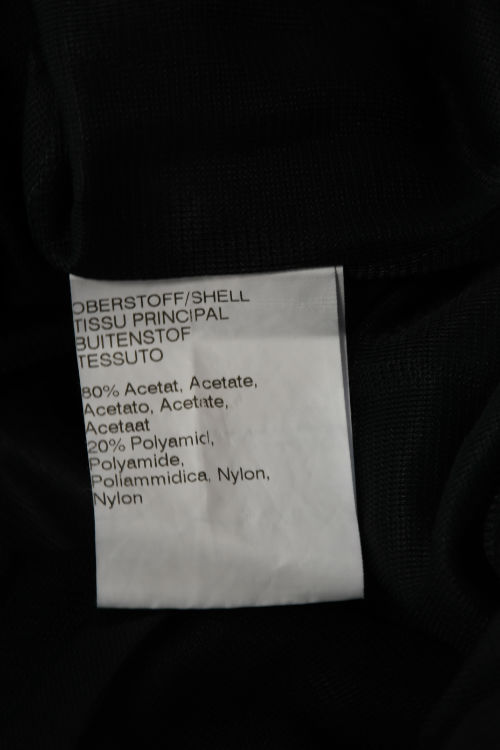 OBERSTOFF/SHELL
TISSU PRINCIPAL
BUITENSTOF
TESSUTO
80% Acetat, Acetate,
Acetato, Acetate,
Acetaat
20% Polyamid,
Polyamide,
Poliammidica, Nylon,
Nylon